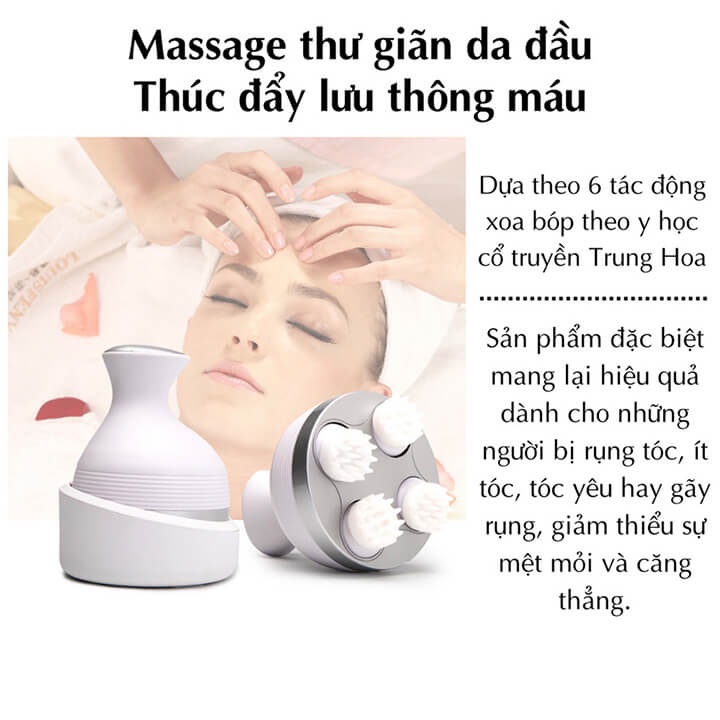 Massage thư giãn da đầu
Thúc đẩy lưu thông máu
Dựa theo 6 tác động
xoa bóp theo y học
cổ truyền Trung Hoa
Sản phẩm đặc biệt
mang lại hiệu quả
dành cho những
người bị rụng tóc, ít
tóc, tóc yêu hay gãy
rụng, giảm thiểu sự
mệt mỏi và căng
thẳng.